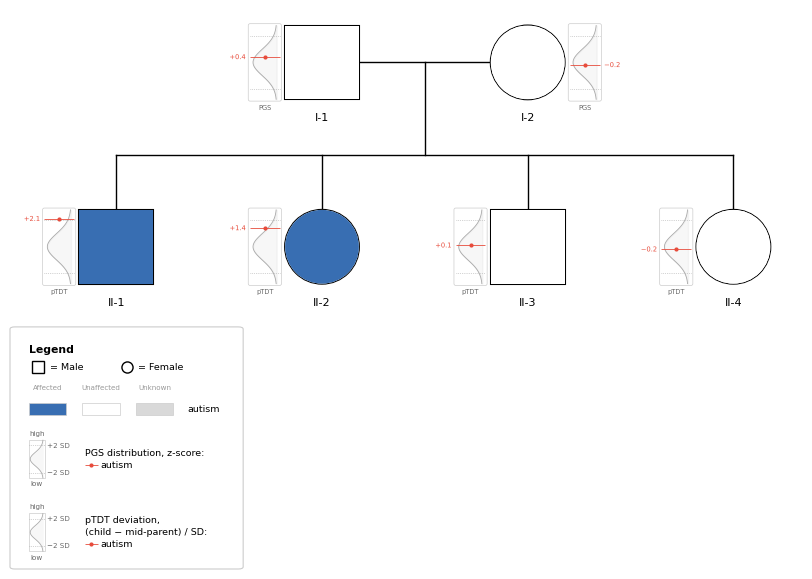 +0.4
PGS
I-1
I-2
−0.2
PGS
+2.1
pTDT
II-1
+1.4
pTDT
II-2
+0.1
pTDT
II-3
−0.2
pTDT
II-4
Legend
= Male
= Female
Affected
Unaffected
Unknown
autism
high
+2 SD
−2 SD
low
PGS distribution, z-score:
autism
high
+2 SD
−2 SD
low
pTDT deviation,
(child − mid-parent) / SD:
autism